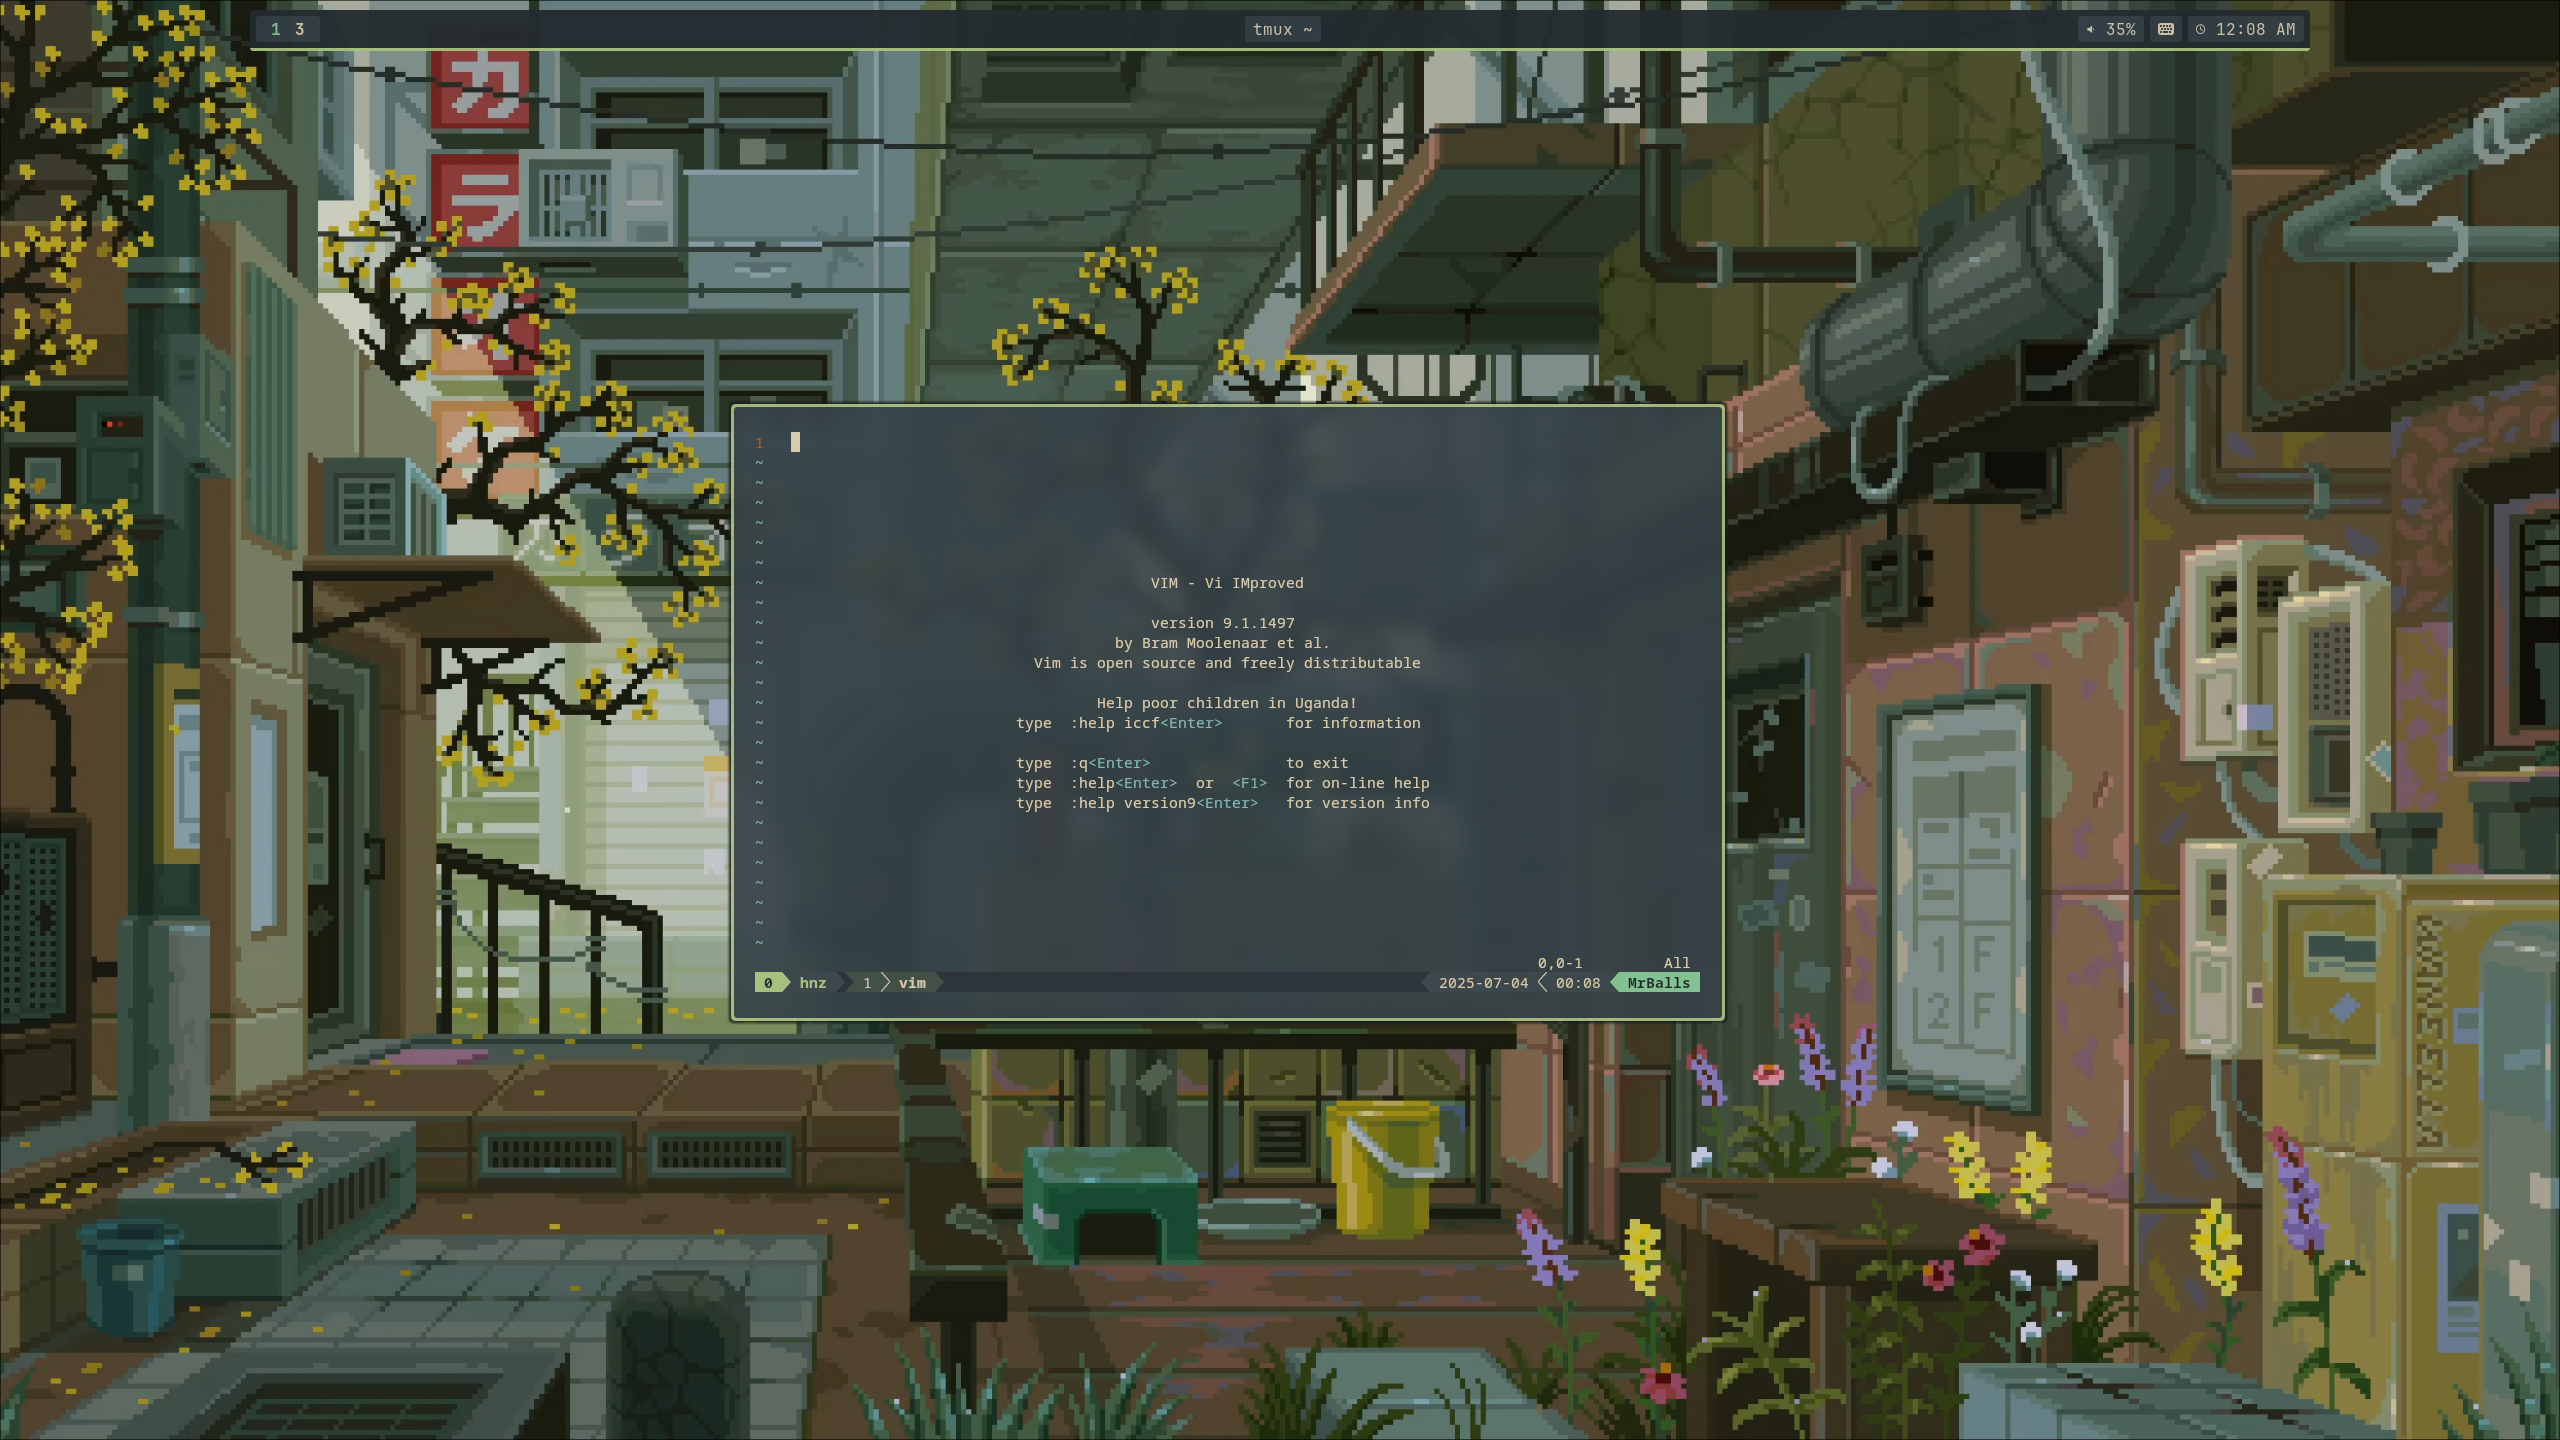 1 3
tmux ~
35%
12:08 AM
カ
ラ
1
~
~
~
~
~
~
~
VIM - Vi IMproved
~
~
version 9.1.1497
~
by Bram Moolenaar et al.
~
Vim is open source and freely distributable
~
~
Help poor children in Uganda!
~
type :help iccf<Enter> for information
~
~
type :q<Enter> to exit
~
type :help<Enter> or <F1> for on-line help
~
type :help version9<Enter> for version info
~
~
~
~
~
~
~
0,0-1 All
0 hnz 1 vim 2025-07-04 00:08 MrBalls
1F
2F